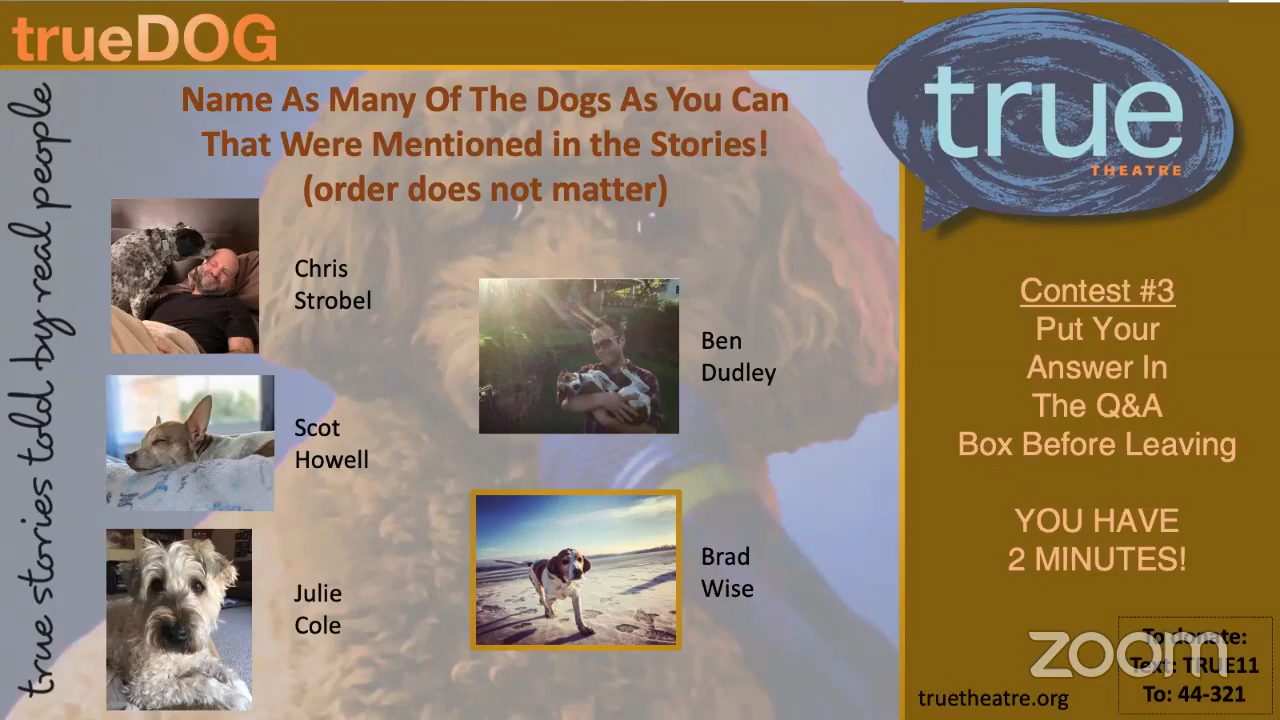 trueDOG
true stories told by real people
Name As Many Of The Dogs As You Can
That Were Mentioned in the Stories!
(order does not matter)
Chris
Strobel
Scot
Howell
Julie
Cole
Ben
Dudley
Brad
Wise
true
THEATRE
Contest #3
Put Your
Answer In
The Q&A
Box Before Leaving
YOU HAVE
2 MINUTES!
truetheatre.org
zoom
To donate:
Text: TRUE11
To: 44-321